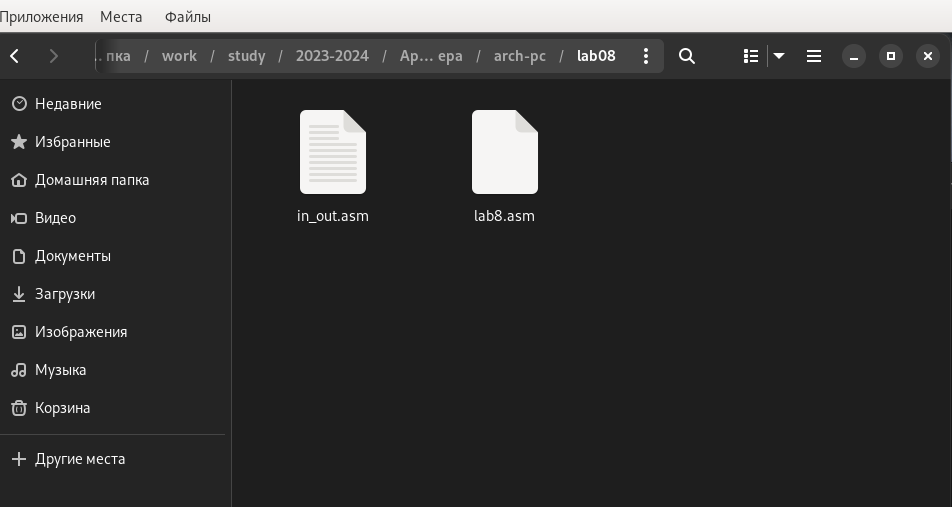 Приложения Места Файлы
… пка / work / study / 2023-2024 / Ар… ера / arch-pc / lab08
Недавние
Избранные
Домашняя папка
Видео
Документы
Загрузки
Изображения
Музыка
Корзина
Другие места
in_out.asm
lab8.asm